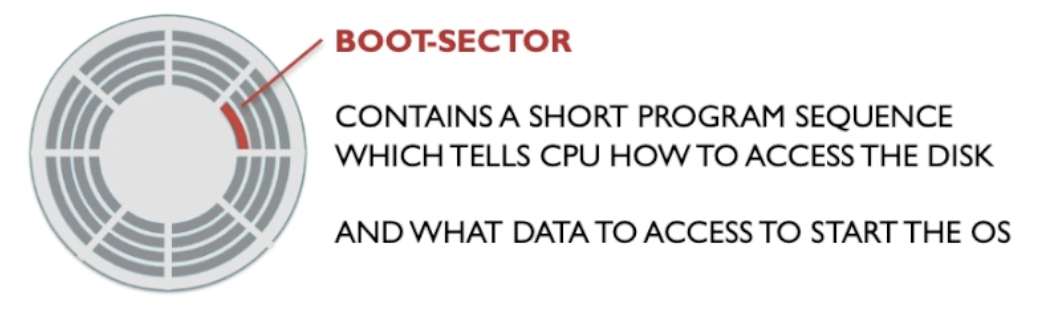 BOOT-SECTOR
CONTAINS A SHORT PROGRAM SEQUENCE
WHICH TELLS CPU HOW TO ACCESS THE DISK
AND WHAT DATA TO ACCESS TO START THE OS